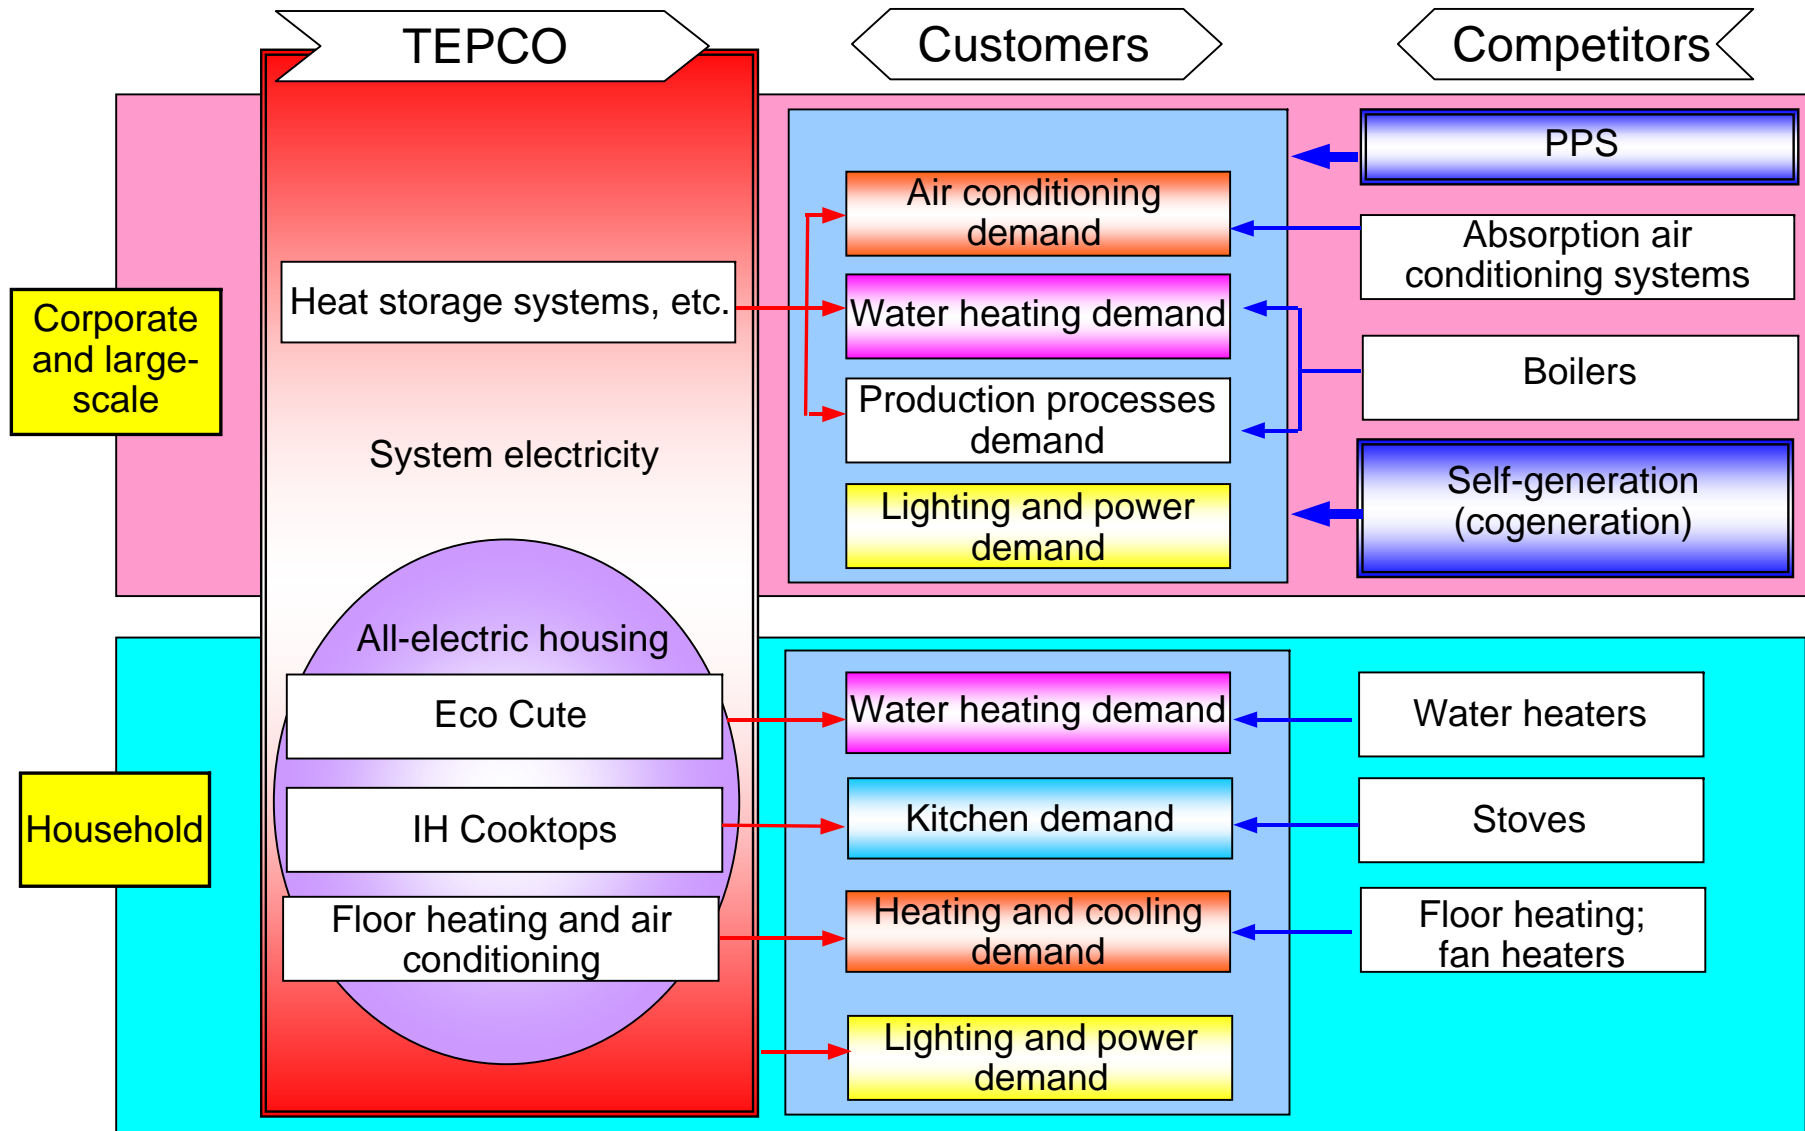 TEPCO
Customers
Competitors
Corporate
and large-
scale
Heat storage systems, etc.
System electricity
Air conditioning
demand
Water heating demand
Production processes
demand
Lighting and power
demand
PPS
Absorption air
conditioning systems
Boilers
Self-generation
(cogeneration)
Household
All-electric housing
Eco Cute
IH Cooktops
Floor heating and air
conditioning
Water heating demand
Kitchen demand
Heating and cooling
demand
Lighting and power
demand
Water heaters
Stoves
Floor heating;
fan heaters